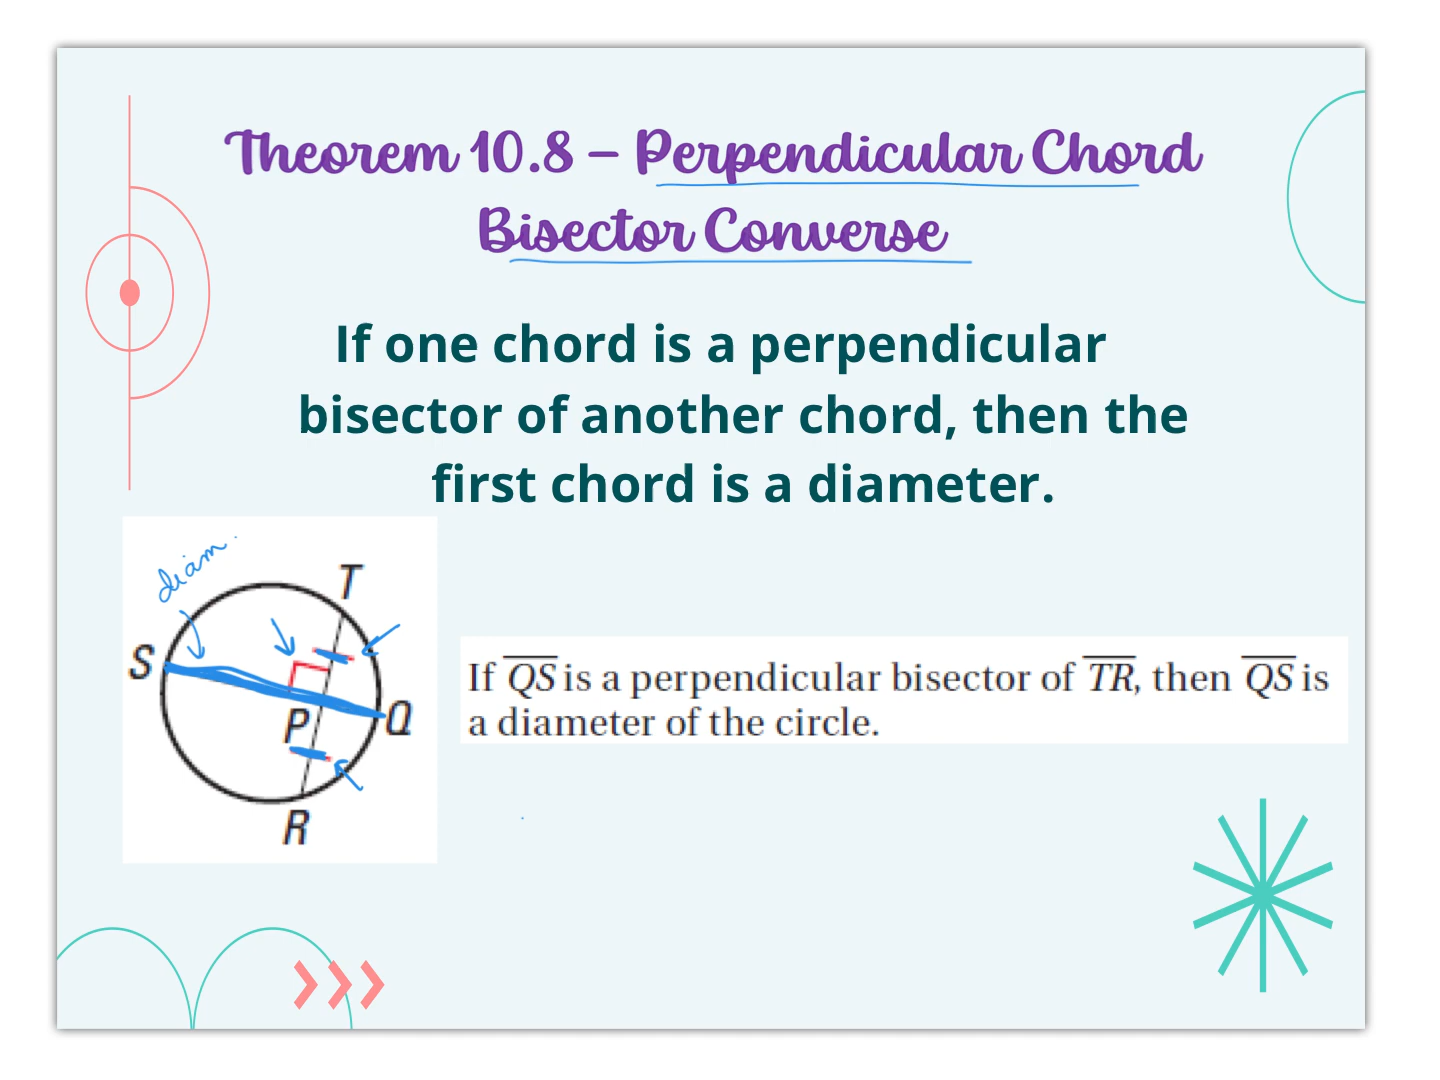 Theorem 10.8 – Perpendicular Chord
Bisector Converse
If one chord is a perpendicular
bisector of another chord, then the
first chord is a diameter.
diam.
T
S
P
Q
R
If QS is a perpendicular bisector of TR, then QS is
a diameter of the circle.